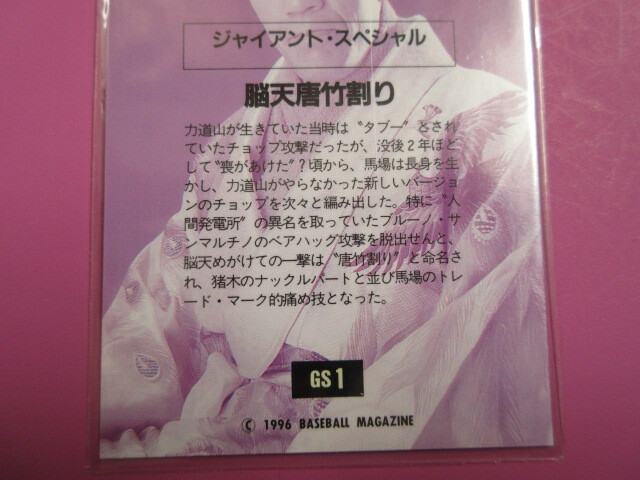 ジャイアント・スペシャル
脳天唐竹割り
力道山が生きていた当時は〝タブー〟とされ
ていたチョップ攻撃だったが、没後2年ほど
して〝喪があけた〟?頃から、馬場は長身を生
かし、力道山がやらなかった新しいバージョ
ンのチョップを次々と編み出した。特に〝人
間発電所〟の異名を取っていたブルーノ・サ
ンマルチノのベアハッグ攻撃を脱出せんと、
脳天めがけての一撃は〝唐竹割り〟と命名さ
れ、猪木のナックルパートと並び馬場のトレ
ード・マーク的痛め技となった。
GS1
© 1996 BASEBALL MAGAZINE